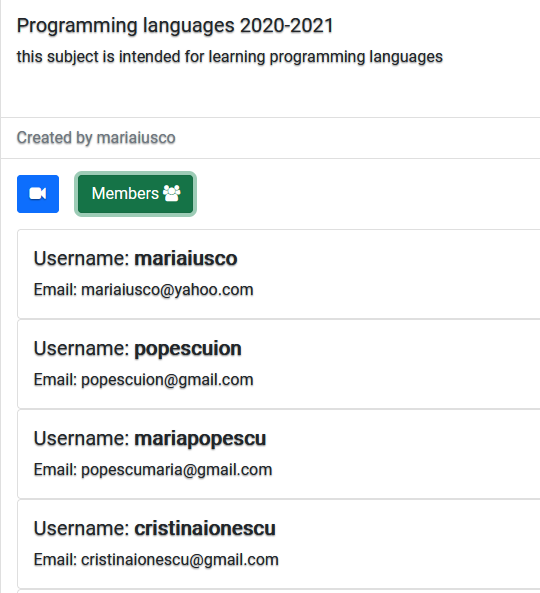 Programming languages 2020-2021
this subject is intended for learning programming languages
Created by mariaiusco
Members
Username: mariaiusco
Email: mariaiusco@yahoo.com
Username: popescuion
Email: popescuion@gmail.com
Username: mariapopescu
Email: popescumaria@gmail.com
Username: cristinaionescu
Email: cristinaionescu@gmail.com